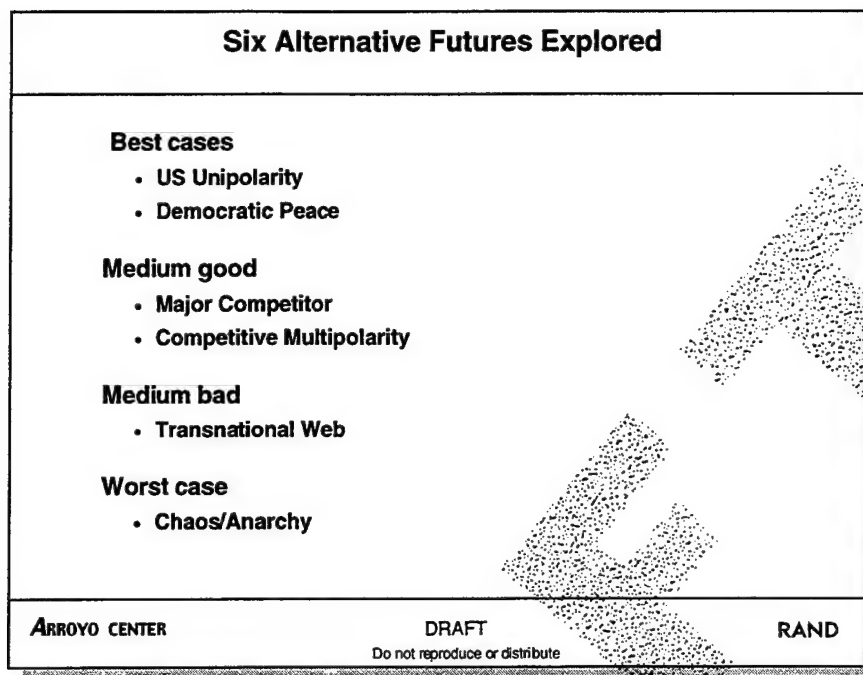 Six Alternative Futures Explored
Best cases
• US Unipolarity
• Democratic Peace
Medium good
• Major Competitor
• Competitive Multipolarity
Medium bad
• Transnational Web
Worst case
• Chaos/Anarchy
ARROYO CENTER
DRAFT
RAND
Do not reproduce or distribute